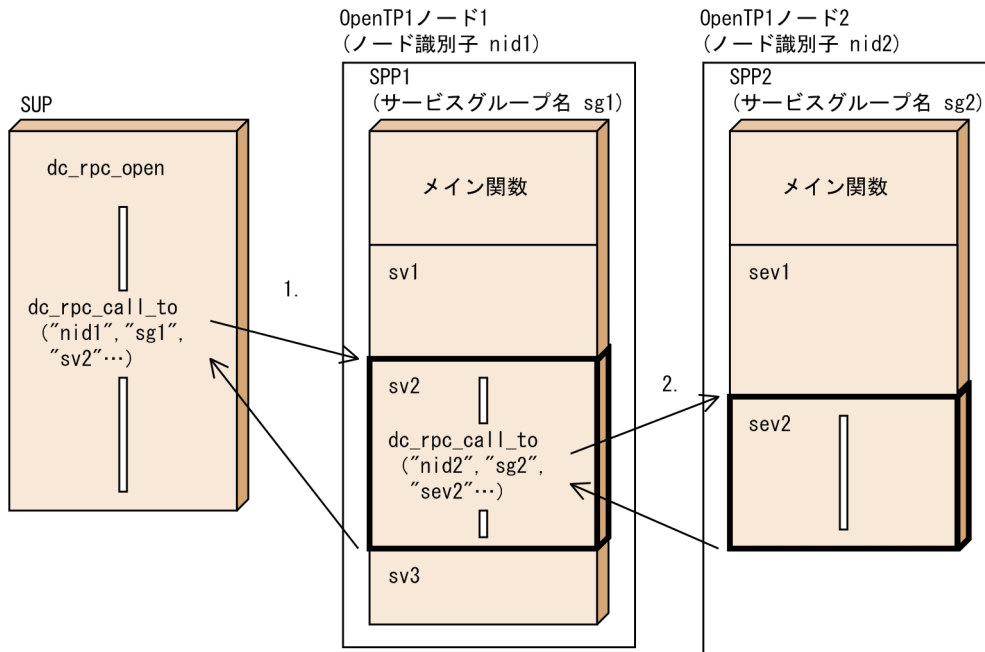 OpenTP1ノード1
(ノード識別子 nid1)
OpenTP1ノード2
(ノード識別子 nid2)
SUP
SPP1
(サービスグループ名 sg1)
SPP2
(サービスグループ名 sg2)
dc_rpc_open
dc_rpc_call_to
("nid1","sg1",
"sv2"…)
1.
メイン関数
sv1
sv2
dc_rpc_call_to
("nid2","sg2",
"sev2"…)
sv3
2.
メイン関数
sev1
sev2